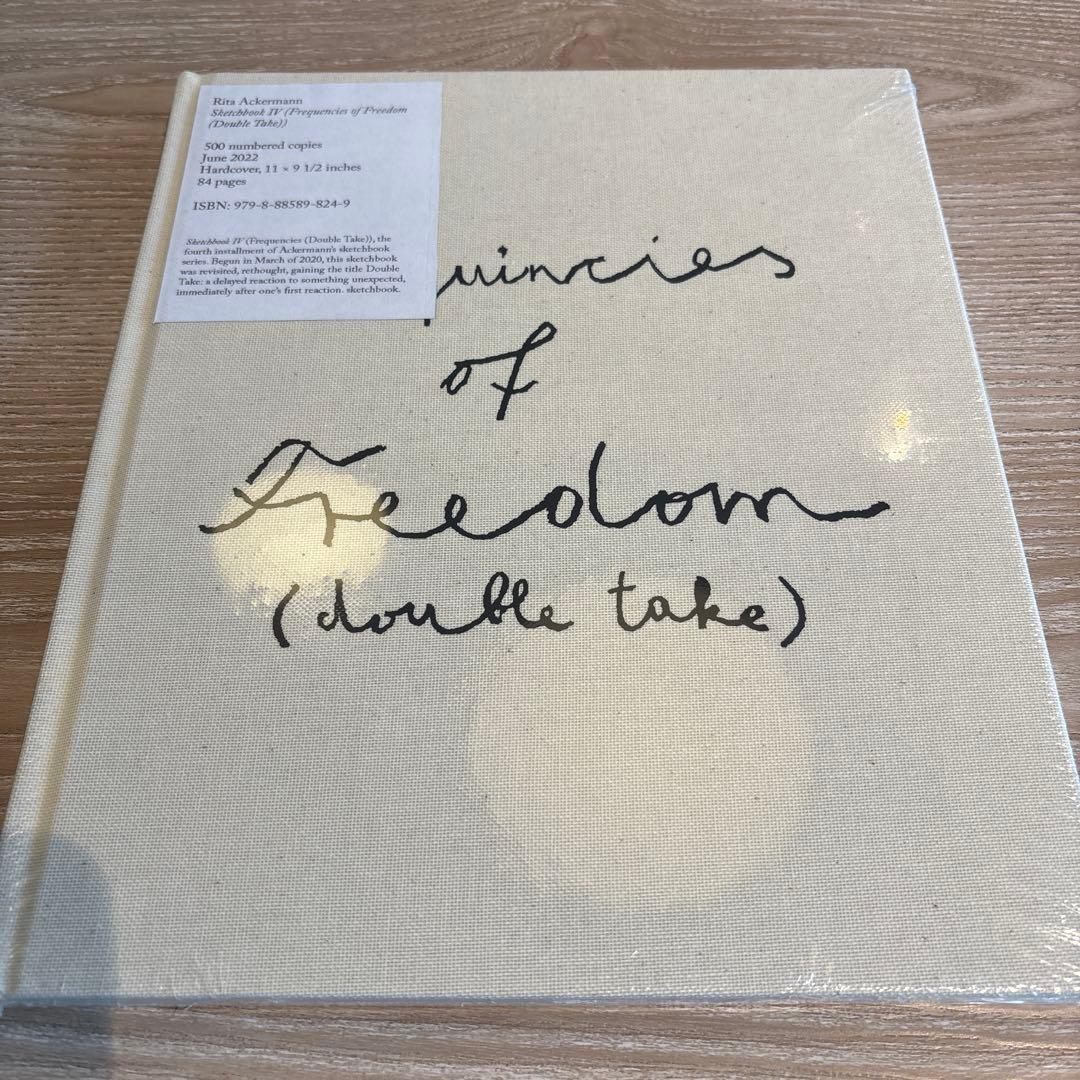 Rita Ackermann
Sketchbook IV (Frequencies of Freedom
(Double Take))
500 numbered copies
June 2022
Hardcover, 11 × 9 1/2 inches
84 pages
ISBN: 979-8-88589-824-9
Sketchbook IV (Frequencies (Double Take)), the
fourth installment of Ackermann's sketchbook
series. Begun in March of 2020, this sketchbook
was revisited, rethought, gaining the title Double
Take: a delayed reaction to something unexpected,
immediately after one's first reaction. sketchbook.
quincies
of
Freedom
(double take)